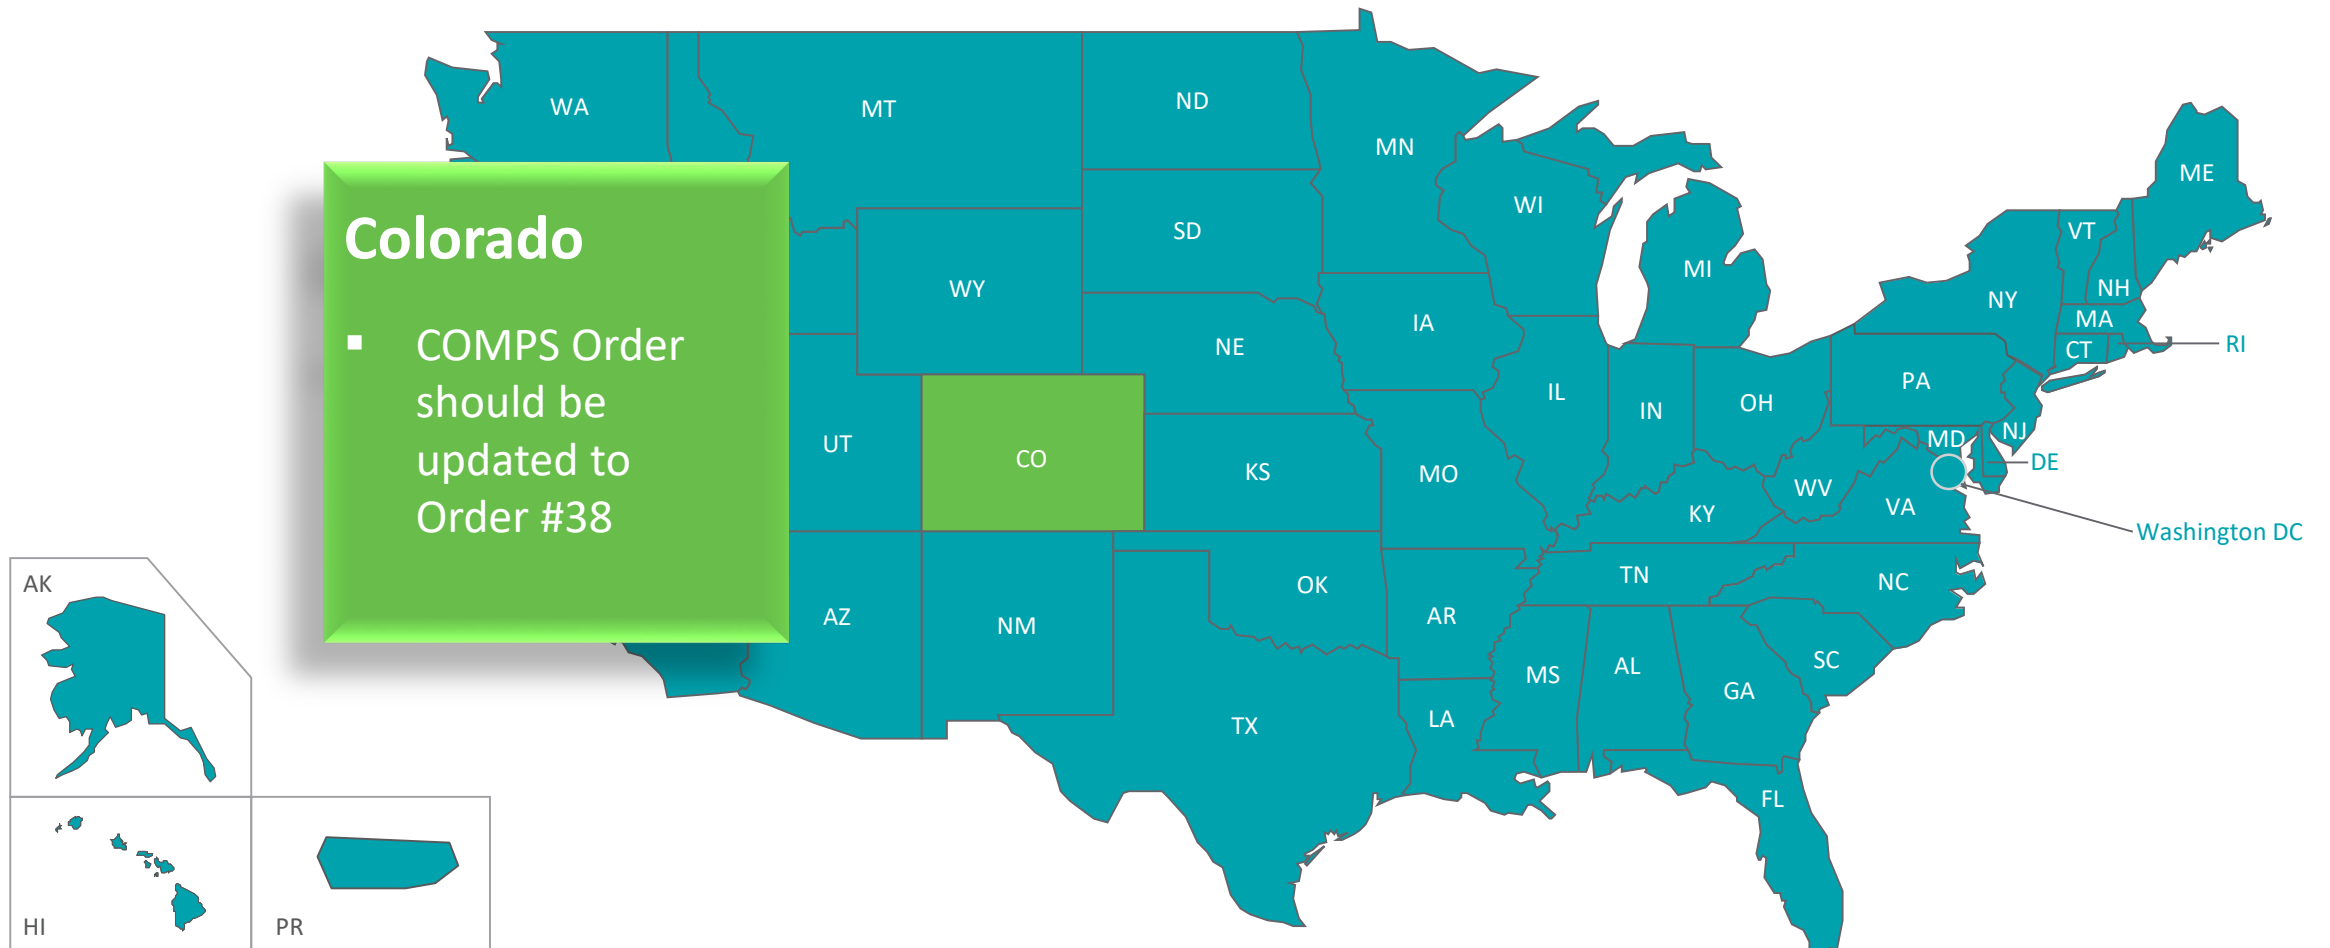 Colorado
▪ COMPS Order
should be
updated to
Order #38
WA
MT
ND
MN
WI
MI
ME
VT
NH
NY
MA
CT
RI
SD
WY
IA
NE
PA
NJ
IL
IN
OH
MD
DE
UT
CO
KS
MO
WV
VA
KY
Washington DC
AZ
NM
OK
AR
TN
NC
SC
MS
AL
GA
TX
LA
FL
AK
HI
PR